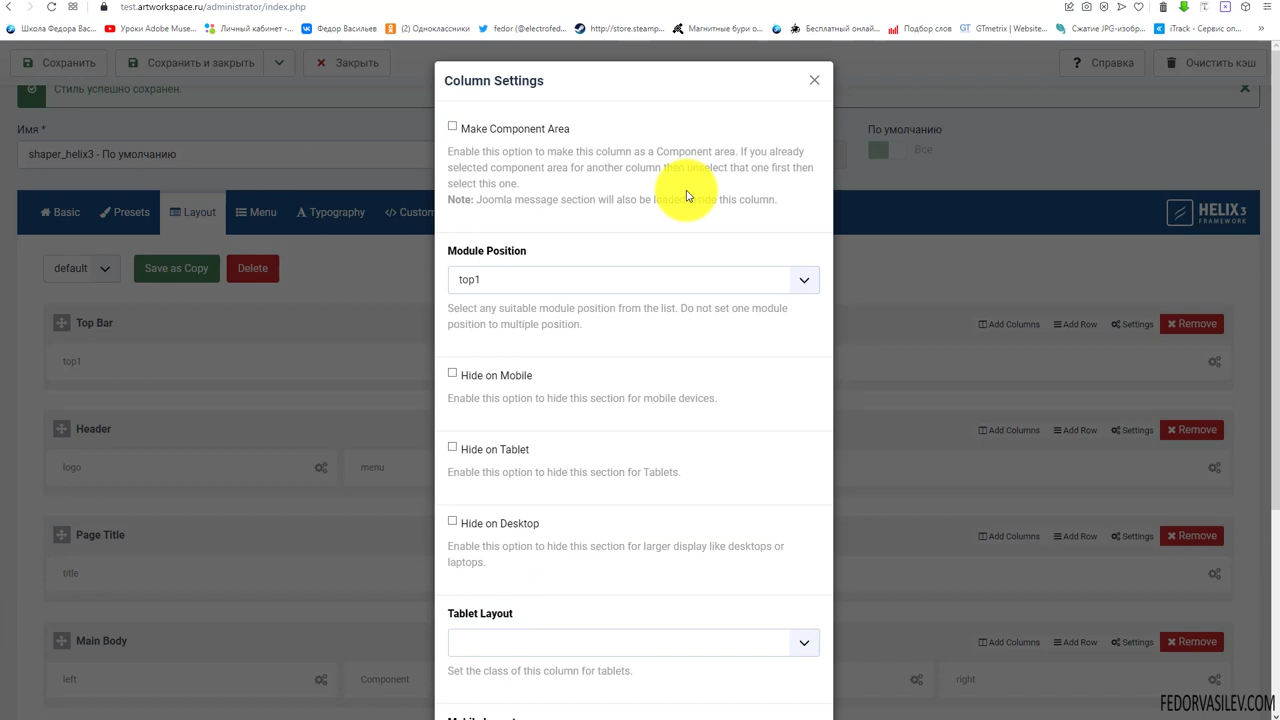 test.artworkspace.ru/administrator/index.php
Школа Федора Вас...
Уроки Adobe Muse...
Личный кабинет -...
Федор Васильев
(2) Одноклассники
fedor (@electrofed...
http://store.steamp...
Магнитные бури о...
Бесплатный онлай...
Подбор слов
GTmetrix | Website...
Сжатие JPG-изобр...
iTrack - Сервис оп...
Сохранить
Сохранить и закрыть
Закрыть
Справка
Очистить кэш
Стиль успешно сохранен.
Имя *
По умолчанию
shaper_helix3 - По умолчанию
Все
Basic
Presets
Layout
Menu
Typography
Custom
HELIX3
FRAMEWORK
default
Save as Copy
Delete
Top Bar
Add Columns
Add Row
Settings
Remove
top1
Header
Add Columns
Add Row
Settings
Remove
logo
menu
Page Title
Add Columns
Add Row
Settings
Remove
title
Main Body
Add Columns
Add Row
Settings
Remove
left
Component
right
Column Settings
Make Component Area
Enable this option to make this column as a Component area. If you already
selected component area for another column then unselect that one first then
select this one.
Note: Joomla message section will also be loaded inside this column.
Module Position
top1
Select any suitable module position from the list. Do not set one module
position to multiple position.
Hide on Mobile
Enable this option to hide this section for mobile devices.
Hide on Tablet
Enable this option to hide this section for Tablets.
Hide on Desktop
Enable this option to hide this section for larger display like desktops or
laptops.
Tablet Layout
Set the class of this column for tablets.
FEDORVASILEV.COM